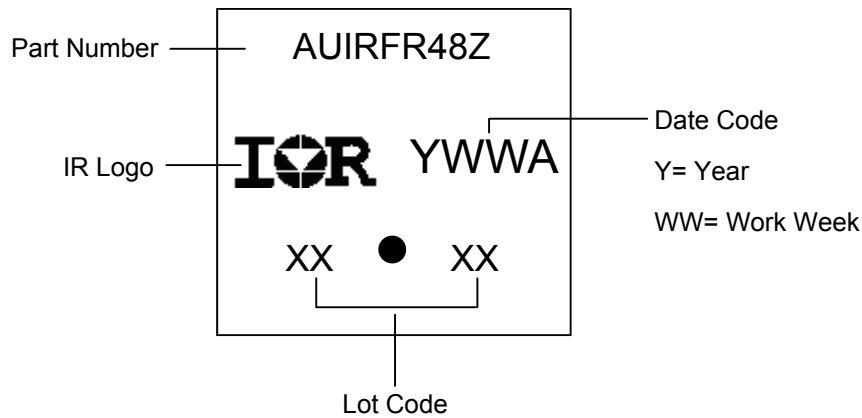 Part Number
AUIRFR48Z
IR Logo
IOR
YWWA
Date Code
Y= Year
WW= Work Week
XX
XX
Lot Code